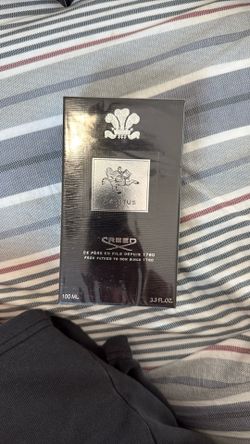 CREED
DE PÈRE EN FILS DEPUIS 1760
FROM FATHER TO SON SINCE 1760
100 ML
3.3 FL.OZ.